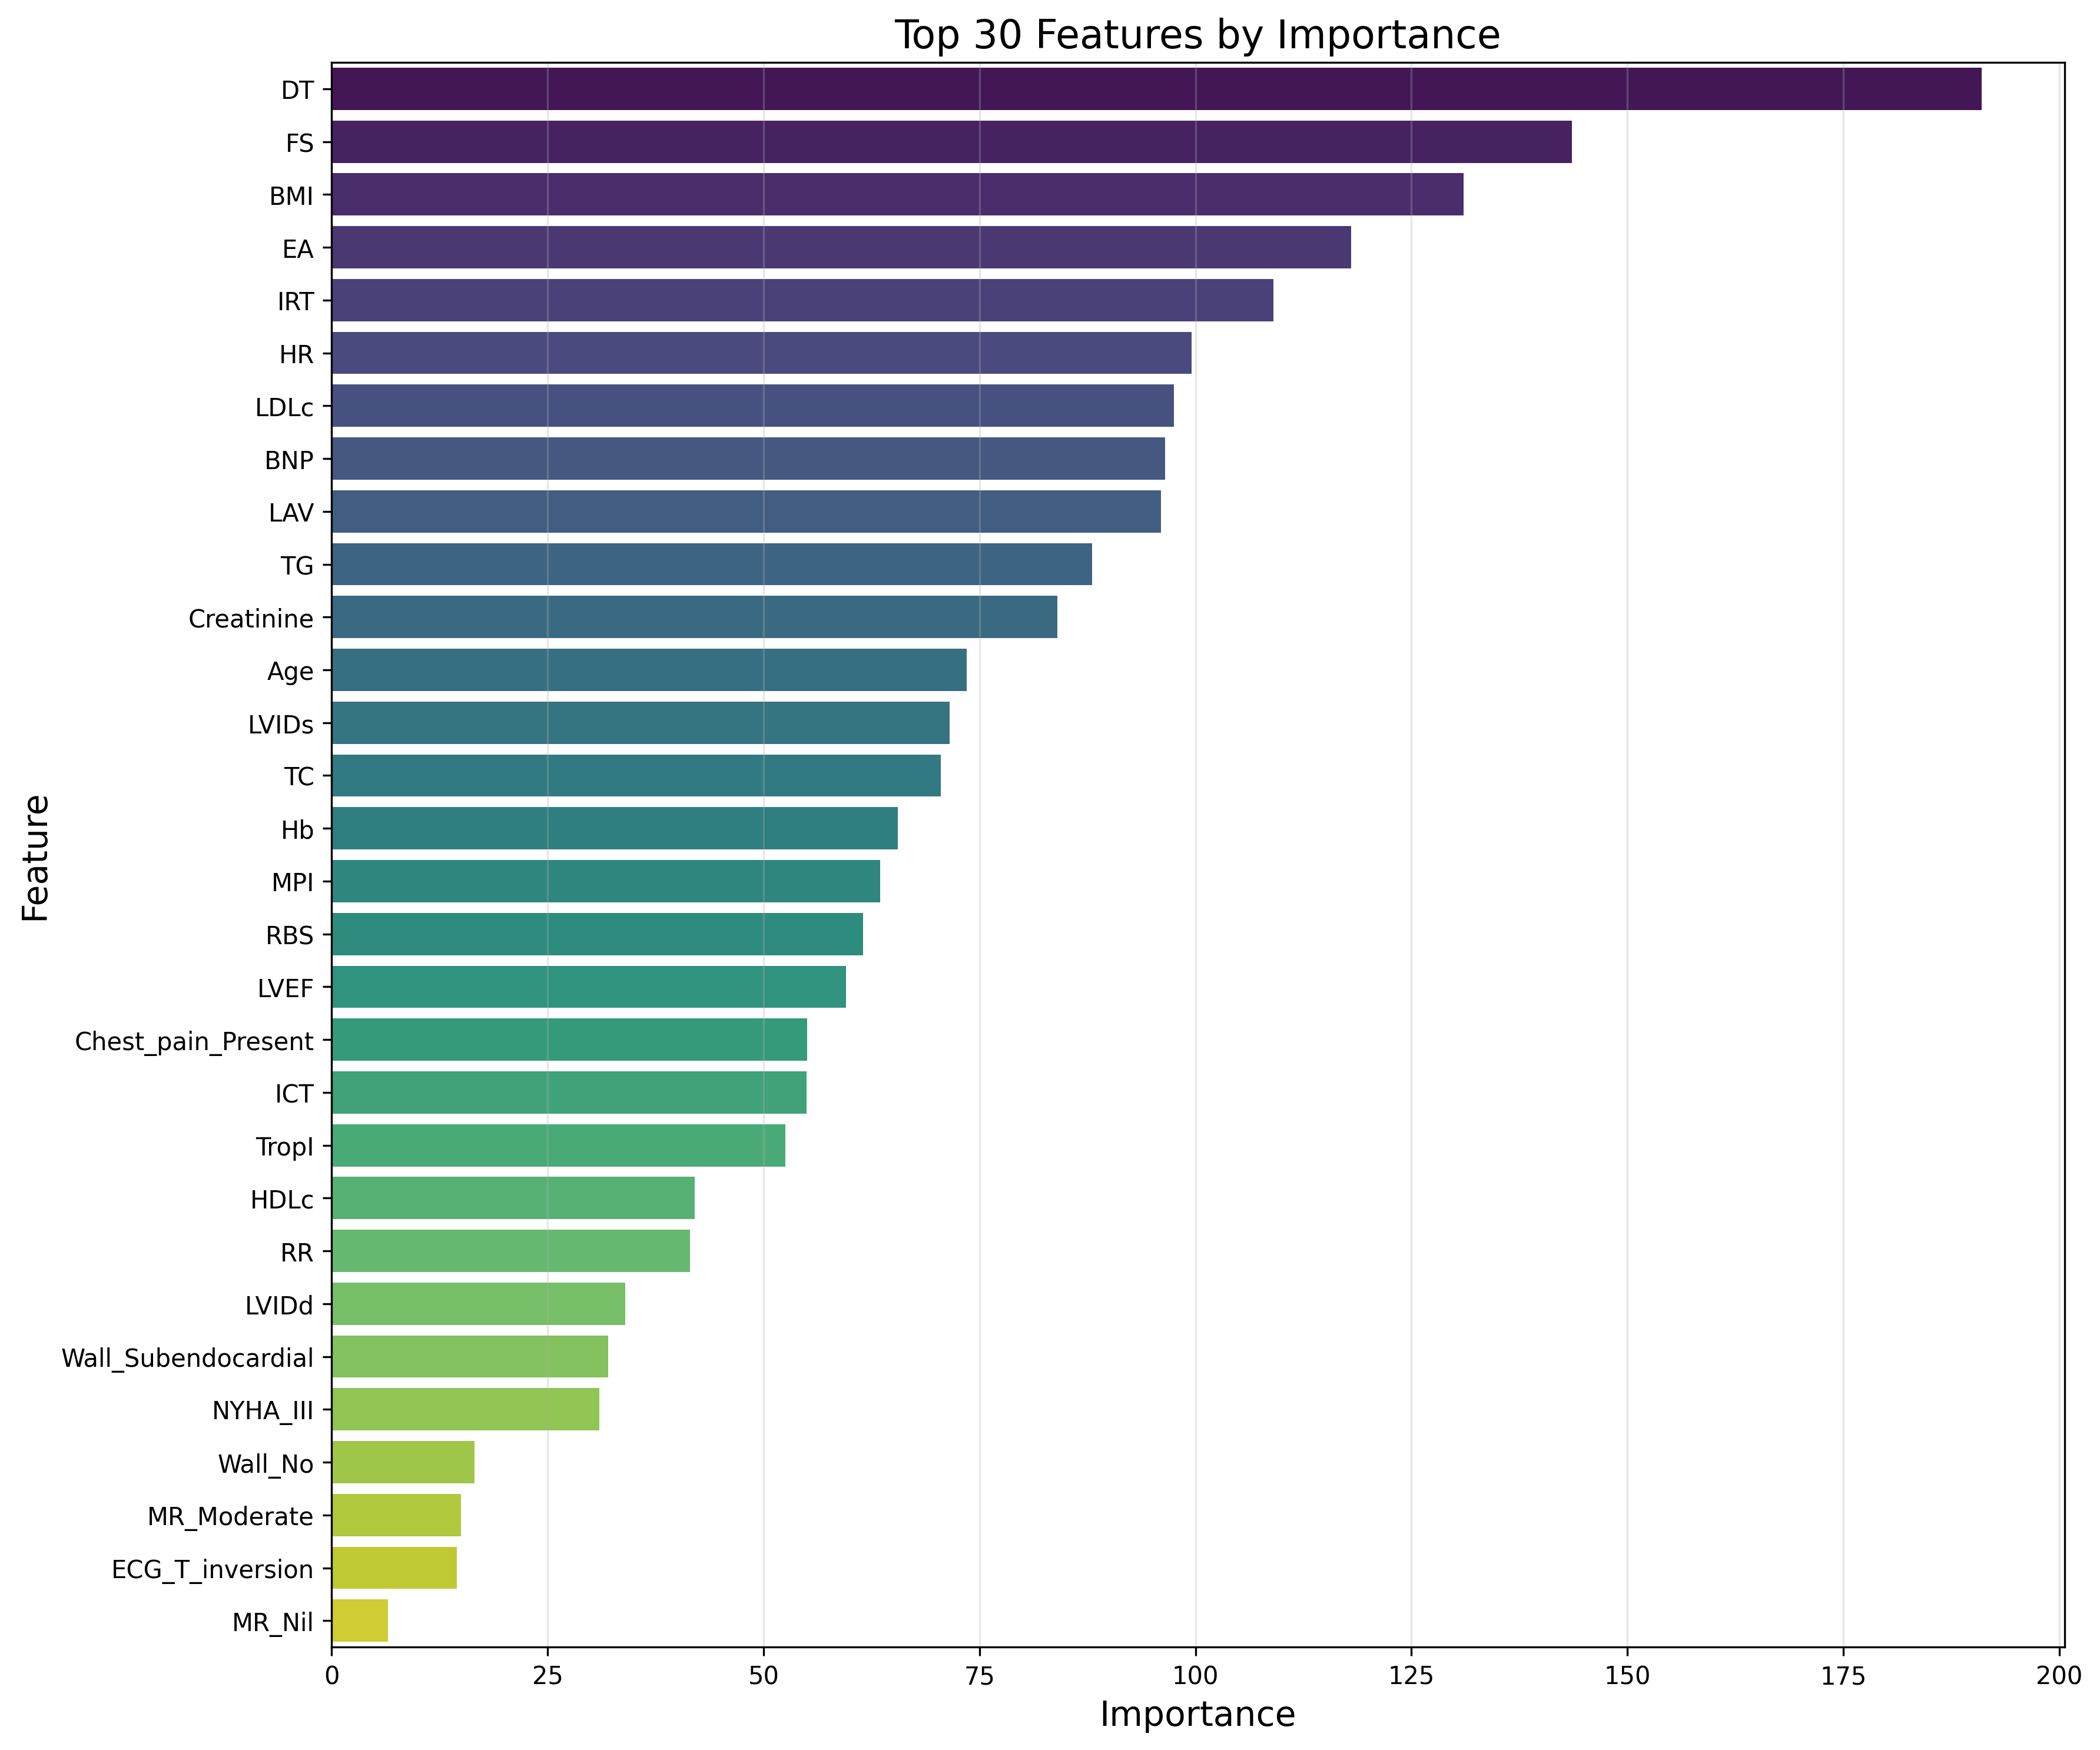 Top 30 Features by Importance
DT
FS
BMI
EA
IRT
HR
LDLc
BNP
LAV
TG
Creatinine
Age
LVIDs
TC
Hb
MPI
RBS
LVEF
Chest_pain_Present
ICT
TropI
HDLc
RR
LVIDd
Wall_Subendocardial
NYHA_III
Wall_No
MR_Moderate
ECG_T_inversion
MR_Nil
Feature
0 25 50 75 100 125 150 175 200
Importance